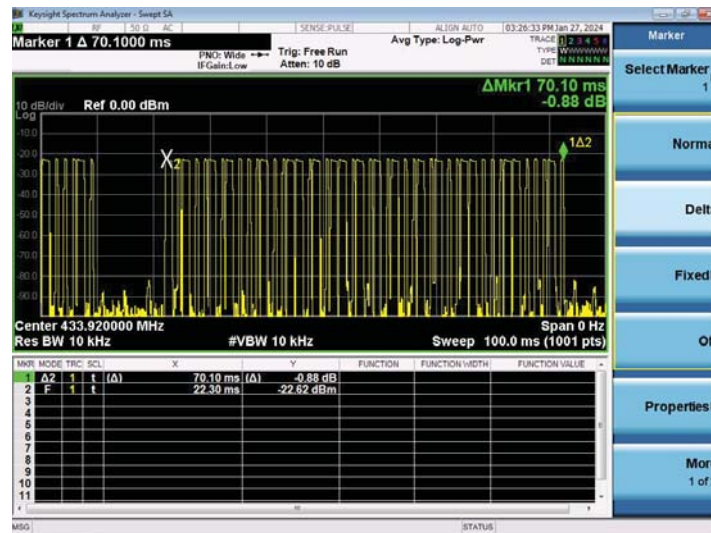 Keysight Spectrum Analyzer - Swept SA
RF 50 Ω AC SENSE:PULSE ALIGN AUTO 03:26:33 PM Jan 27, 2024
Marker 1 Δ 70.1000 ms
PNO: Wide
IFGain:Low
Trig: Free Run
Atten: 10 dB
Avg Type: Log-Pwr
TRACE 1 2 3 4 5 6
TYPE WWWWWW
DET N N N N N N
ΔMkr1 70.10 ms
-0.88 dB
10 dB/div Ref 0.00 dBm
Log
-10.0
-20.0
-30.0
-40.0
-50.0
-60.0
-70.0
-80.0
-90.0
X2
1Δ2
Center 433.920000 MHz Span 0 Hz
Res BW 10 kHz #VBW 10 kHz Sweep 100.0 ms (1001 pts)
MKR MODE TRC SCL X Y FUNCTION FUNCTION WIDTH FUNCTION VALUE
1 Δ2 1 t (Δ) 70.10 ms (Δ) -0.88 dB
2 F 1 t 22.30 ms -22.62 dBm
3
4
5
6
7
8
9
10
11
MSG STATUS
Marker
Select Marker
1
Norma
Delt
Fixed
Of
Properties
Mor
1 of